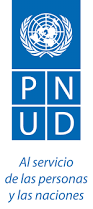 P N
U D
Al servicio
de las personas
y las naciones